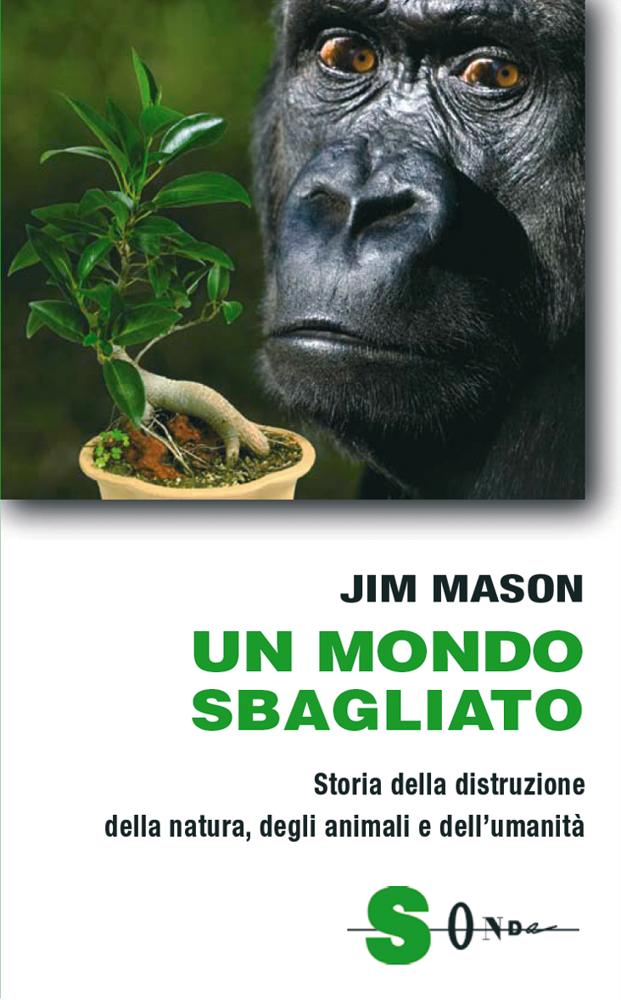 JIM MASON
UN MONDO
SBAGLIATO
Storia della distruzione
della natura, degli animali e dell’umanità
SONDA